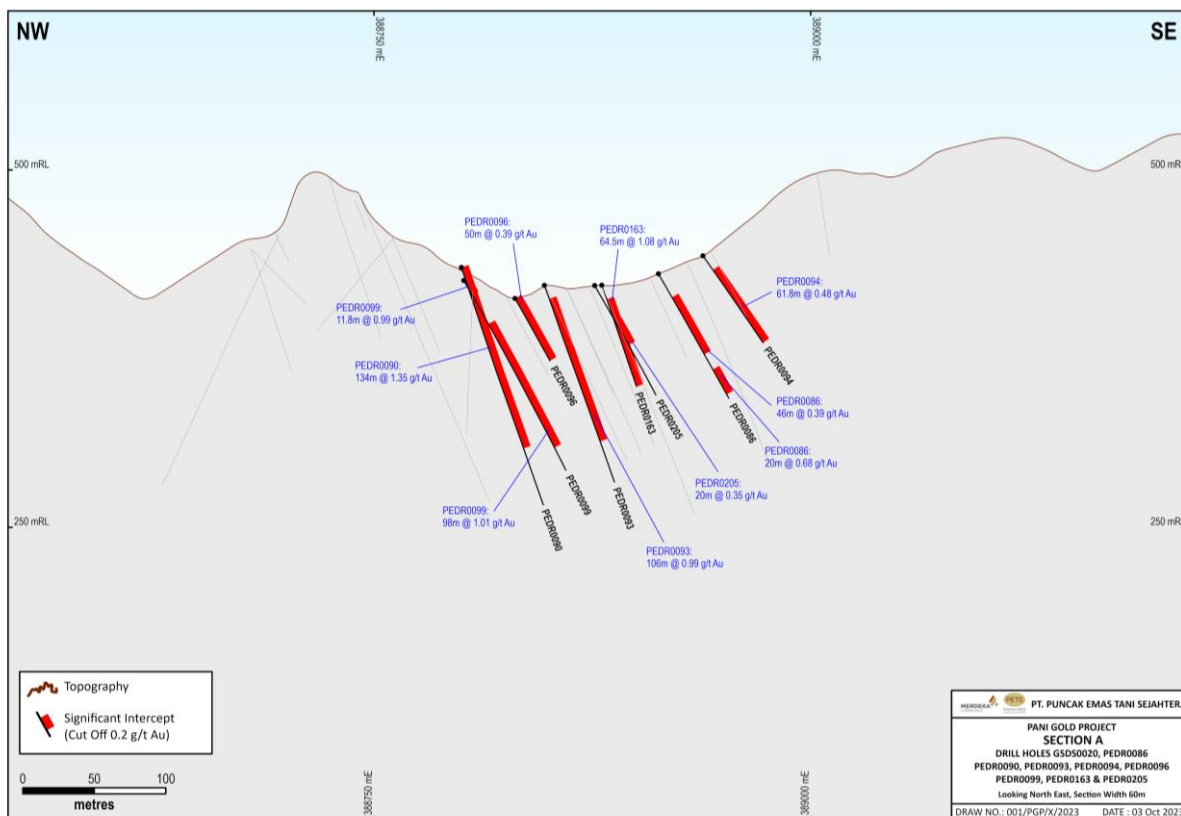 NW
388750 mE
389000 mE
SE
500 mRL
500 mRL
PEDR0096:
50m @ 0.39 g/t Au
PEDR0163:
64.5m @ 1.08 g/t Au
PEDR0099:
11.8m @ 0.99 g/t Au
PEDR0094:
61.8m @ 0.48 g/t Au
PEDR0090:
134m @ 1.35 g/t Au
PEDR0094
PEDR0096
PEDR0163
PEDR0205
PEDR0086
PEDR0086:
46m @ 0.39 g/t Au
PEDR0086:
20m @ 0.68 g/t Au
PEDR0205:
20m @ 0.35 g/t Au
PEDR0099:
98m @ 1.01 g/t Au
PEDR0099
PEDR0093
PEDR0090
250 mRL
250 mRL
PEDR0093:
106m @ 0.99 g/t Au
Topography
Significant Intercept
(Cut Off 0.2 g/t Au)
0 50 100
metres
388750 mE
389000 mE
MERDEKA
PETS
PT. PUNCAK EMAS TANI SEJAHTERA
PANI GOLD PROJECT
SECTION A
DRILL HOLES GSDS0020, PEDR0086
PEDR0090, PEDR0093, PEDR0094, PEDR0096
PEDR0099, PEDR0163 & PEDR0205
Looking North East, Section Width 60m
DRAW NO.: 001/PGP/X/2023 DATE : 03 Oct 2023